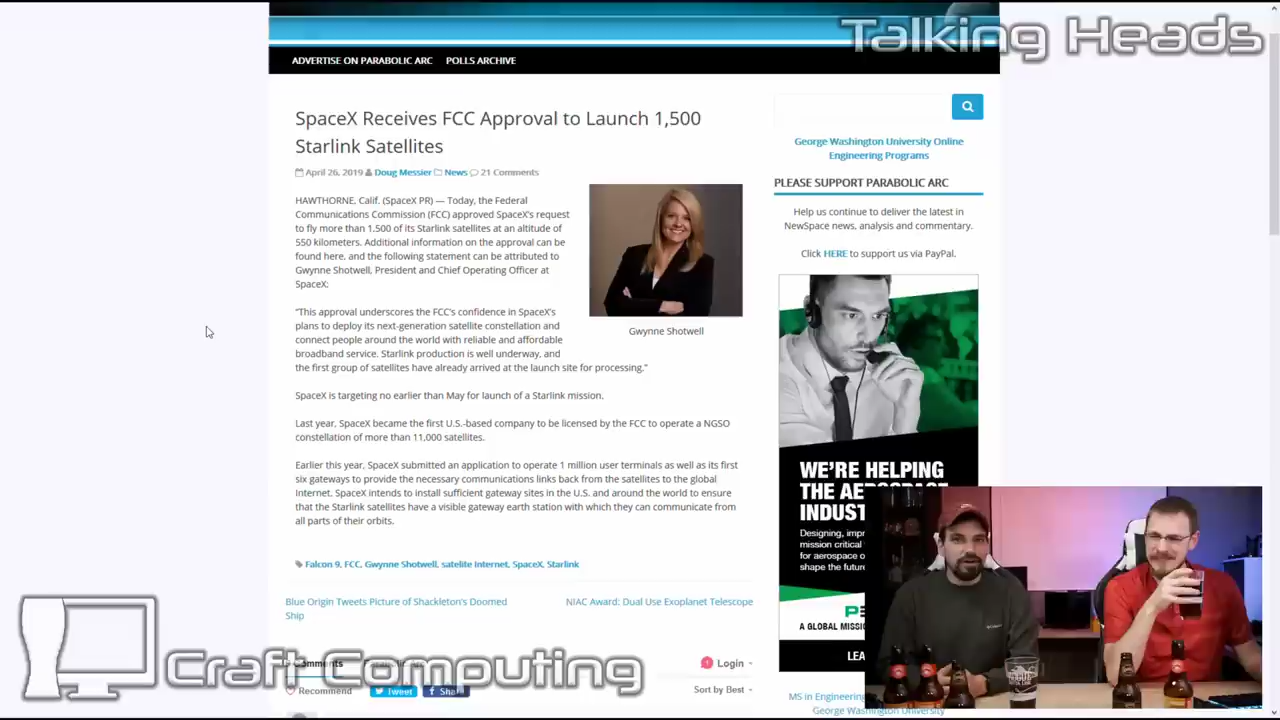 Talking Heads
ADVERTISE ON PARABOLIC ARC POLLS ARCHIVE
SpaceX Receives FCC Approval to Launch 1,500
Starlink Satellites
April 26, 2019 Doug Messier News 21 Comments
HAWTHORNE, Calif. (SpaceX PR) — Today, the Federal
Communications Commission (FCC) approved SpaceX's request
to fly more than 1,500 of its Starlink satellites at an altitude of
550 kilometers. Additional information on the approval can be
found here, and the following statement can be attributed to
Gwynne Shotwell, President and Chief Operating Officer at
SpaceX:
"This approval underscores the FCC's confidence in SpaceX's
plans to deploy its next-generation satellite constellation and
connect people around the world with reliable and affordable
broadband service. Starlink production is well underway, and
the first group of satellites have already arrived at the launch site for processing."
Gwynne Shotwell
SpaceX is targeting no earlier than May for launch of a Starlink mission.
Last year, SpaceX became the first U.S.-based company to be licensed by the FCC to operate a NGSO
constellation of more than 11,000 satellites.
Earlier this year, SpaceX submitted an application to operate 1 million user terminals as well as its first
six gateways to provide the necessary communications links back from the satellites to the global
Internet. SpaceX intends to install sufficient gateway sites in the U.S. and around the world to ensure
that the Starlink satellites have a visible gateway earth station with which they can communicate from
all parts of their orbits.
Falcon 9, FCC, Gwynne Shotwell, satelite Internet, SpaceX, Starlink
Blue Origin Tweets Picture of Shackleton's Doomed
Ship
NIAC Award: Dual Use Exoplanet Telescope
Comments
Login
Recommend
Tweet
Sort by Best
Craft Computing
George Washington University Online
Engineering Programs
PLEASE SUPPORT PARABOLIC ARC
Help us continue to deliver the latest in
NewSpace news, analysis and commentary.
Click HERE to support us via PayPal.
WE'RE HELPING
THE
Designing,
mission critical
for aerospace
shape the
A GLOBAL
MS in Engineering
George Washington University